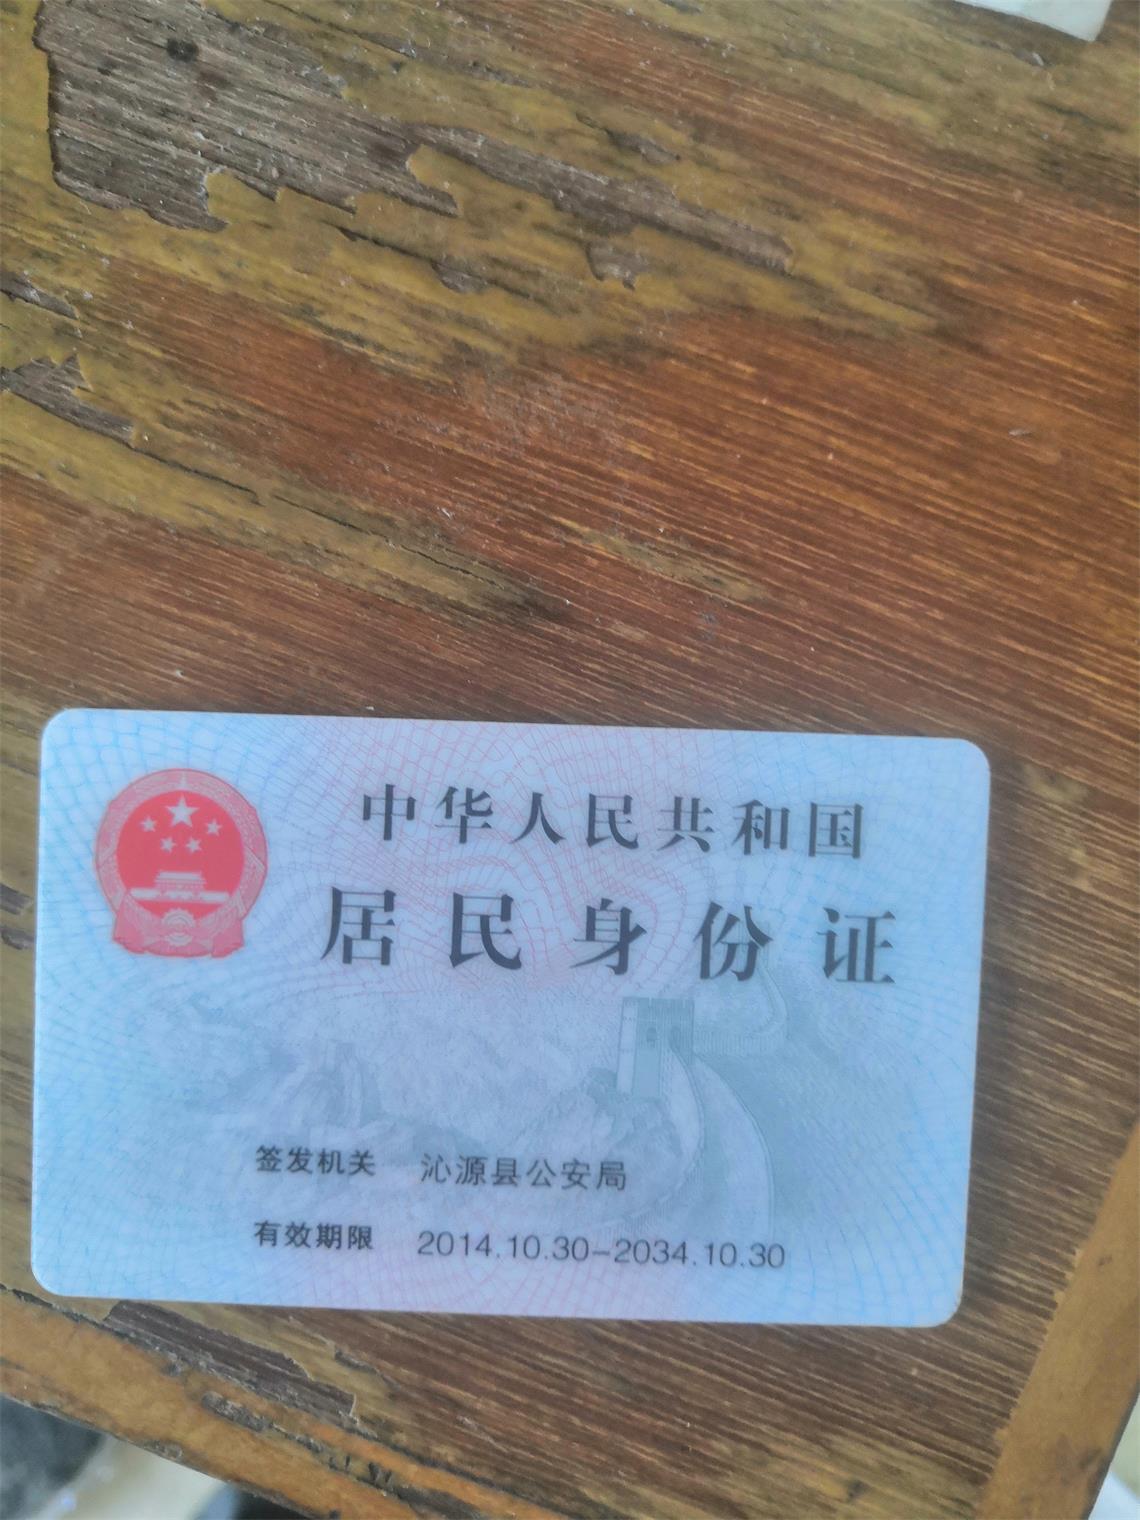 中华人民共和国
居民身份证
签发机关 沁源县公安局
有效期限 2014.10.30-2034.10.30